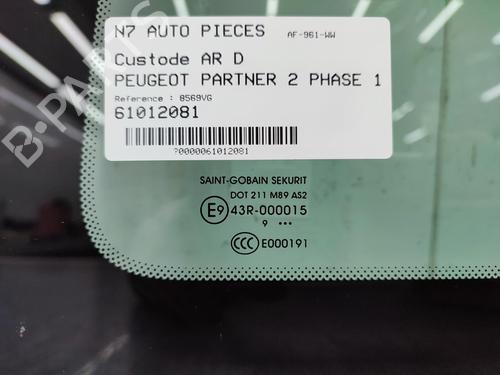 N7 AUTO PIECES AF-961-WW
Custode AR D
PEUGEOT PARTNER 2 PHASE 1
Reference : 8569VG
61012081
?0000061012081
SAINT-GOBAIN SEKURIT
DOT 211 M89 AS2
E9 43R-000015
9 •••
CCC E000191
B-PARTS